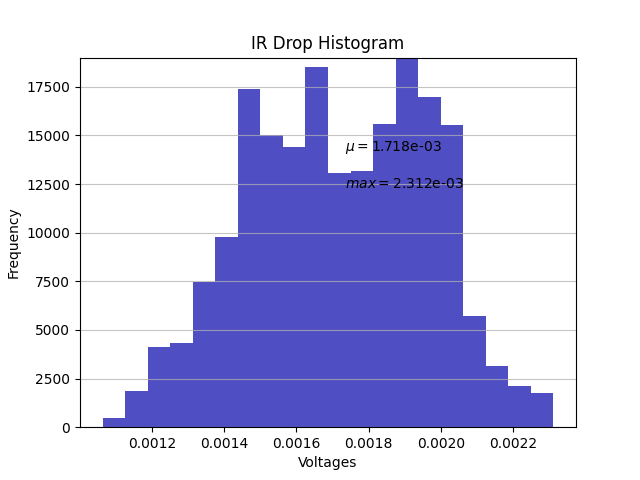 IR Drop Histogram
17500
15000
12500
10000
7500
5000
2500
0
Frequency
μ = 1.718e-03
max = 2.312e-03
0.0012 0.0014 0.0016 0.0018 0.0020 0.0022
Voltages